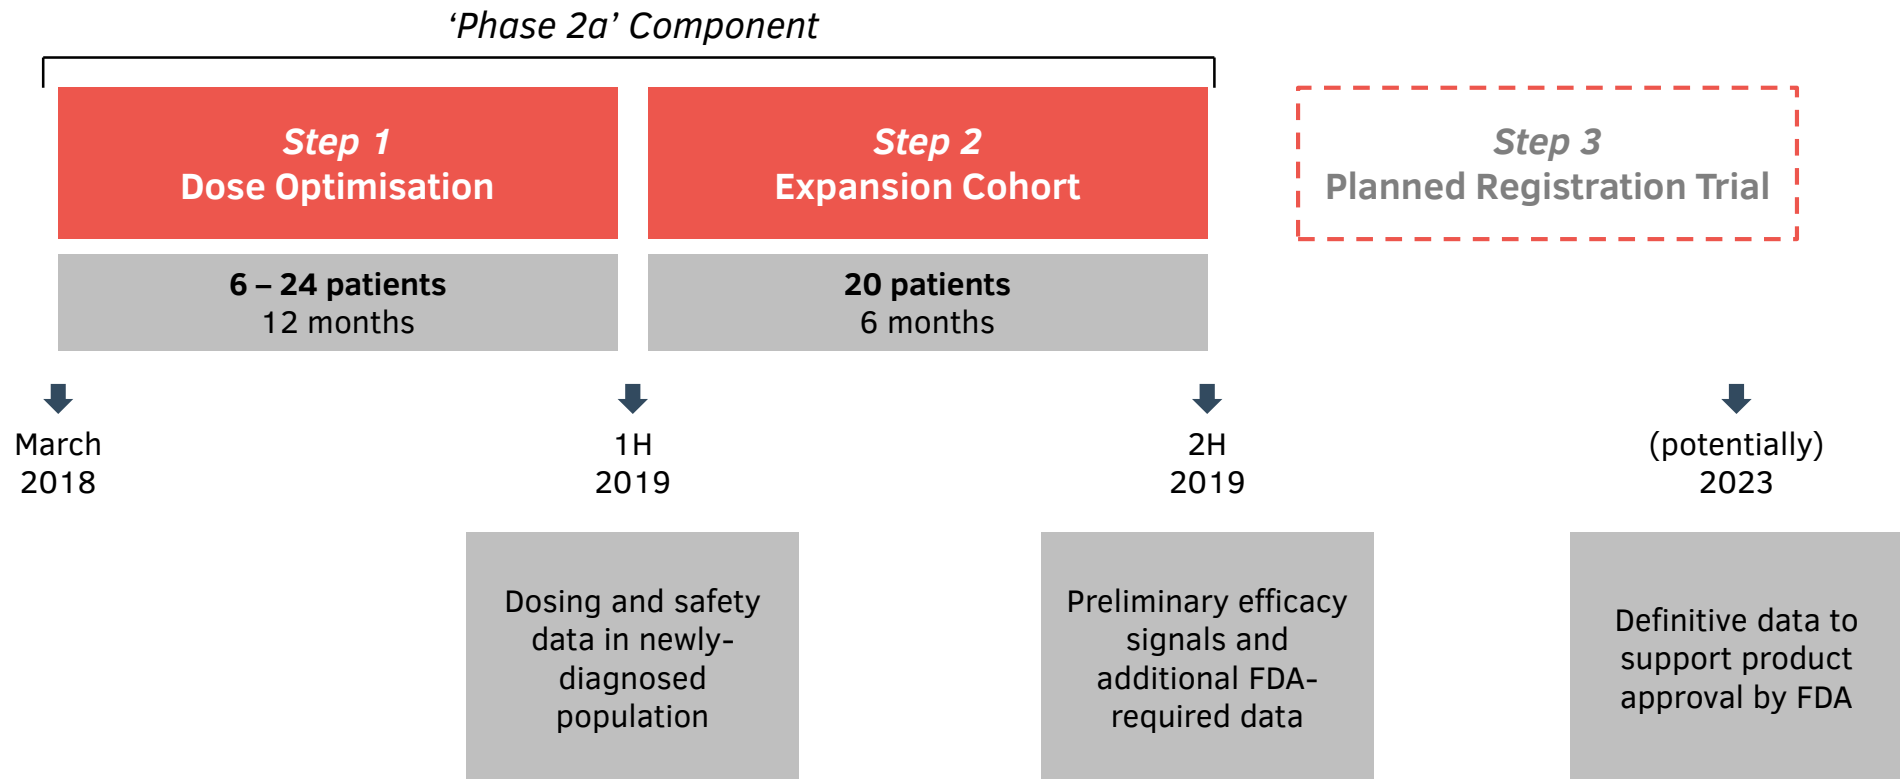 ‘Phase 2a’ Component
Step 1
Dose Optimisation
Step 2
Expansion Cohort
Step 3
Planned Registration Trial
6 – 24 patients
12 months
20 patients
6 months
March
2018
1H
2019
2H
2019
(potentially)
2023
Dosing and safety
data in newly-
diagnosed
population
Preliminary efficacy
signals and
additional FDA-
required data
Definitive data to
support product
approval by FDA